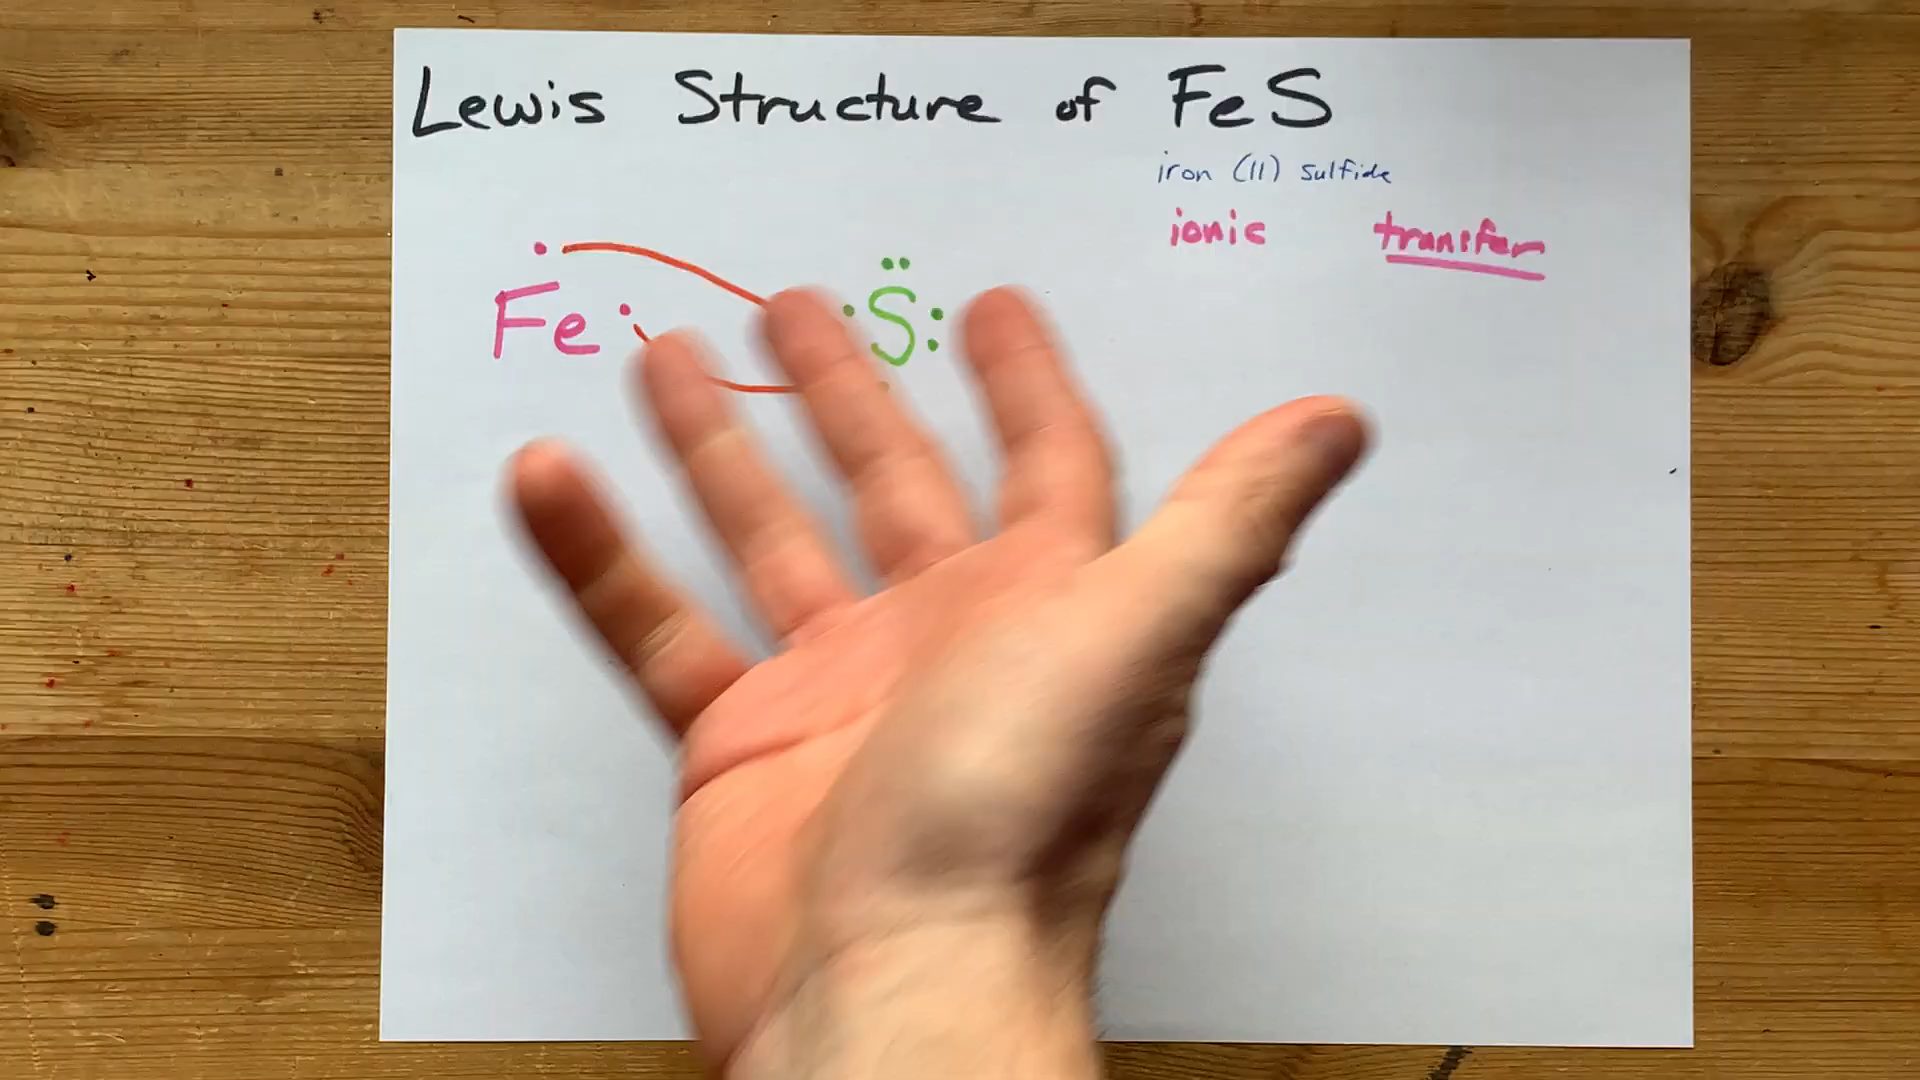 Lewis Structure of FeS
iron (II) sulfide
ionic transfer
Fe S